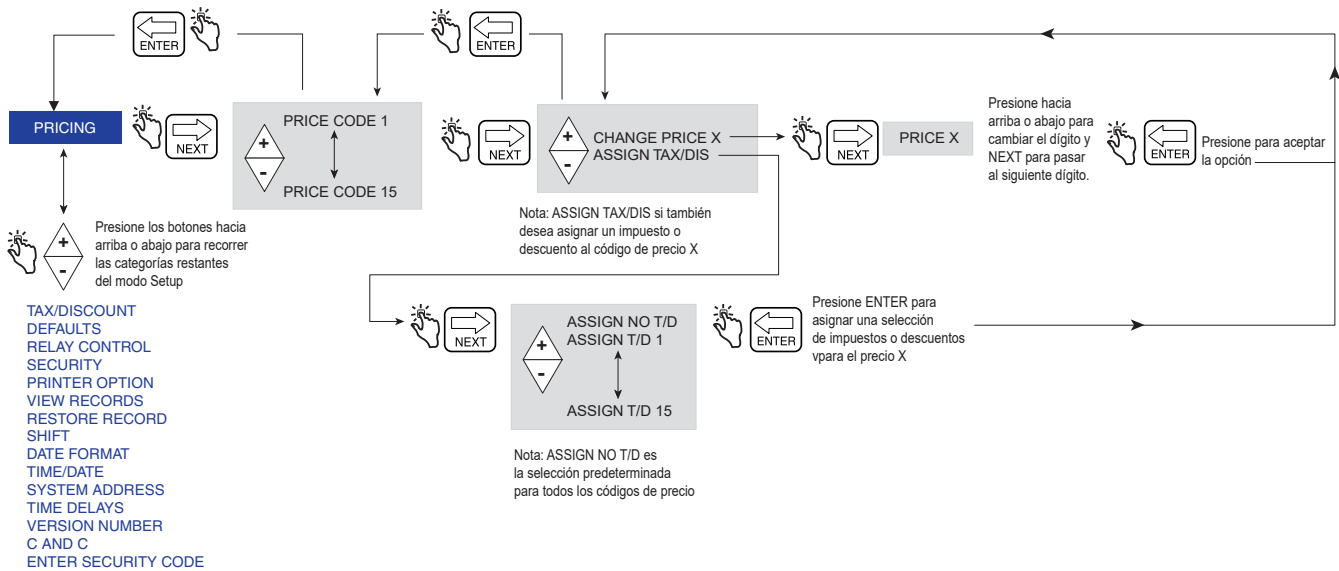 ENTER
ENTER
PRICING
NEXT
PRICE CODE 1
+
-
PRICE CODE 15
NEXT
+
-
CHANGE PRICE X
ASSIGN TAX/DIS
NEXT
PRICE X
Presione hacia
arriba o abajo para
cambiar el dígito y
NEXT para pasar
al siguiente dígito.
ENTER
Presione para aceptar
la opción
Nota: ASSIGN TAX/DIS si también
desea asignar un impuesto o
descuento al código de precio X
+
-
Presione los botones hacia
arriba o abajo para recorrer
las categorías restantes
del modo Setup
TAX/DISCOUNT
DEFAULTS
RELAY CONTROL
SECURITY
PRINTER OPTION
VIEW RECORDS
RESTORE RECORD
SHIFT
DATE FORMAT
TIME/DATE
SYSTEM ADDRESS
TIME DELAYS
VERSION NUMBER
C AND C
ENTER SECURITY CODE
NEXT
+
-
ASSIGN NO T/D
ASSIGN T/D 1
ASSIGN T/D 15
ENTER
Presione ENTER para
asignar una selección
de impuestos o descuentos
vpara el precio X
Nota: ASSIGN NO T/D es
la selección predeterminada
para todos los códigos de precio